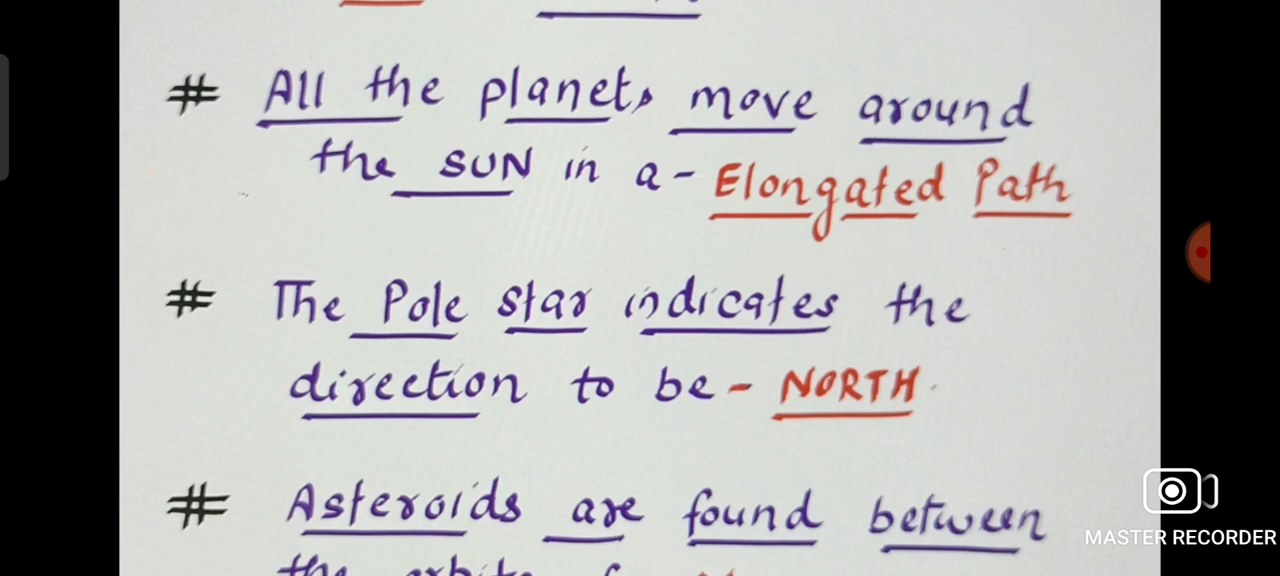 # All the planets move around
the SUN in a - Elongated Path
# The Pole star indicates the
direction to be - NORTH.
# Asteroids are found between
the
MASTER RECORDER